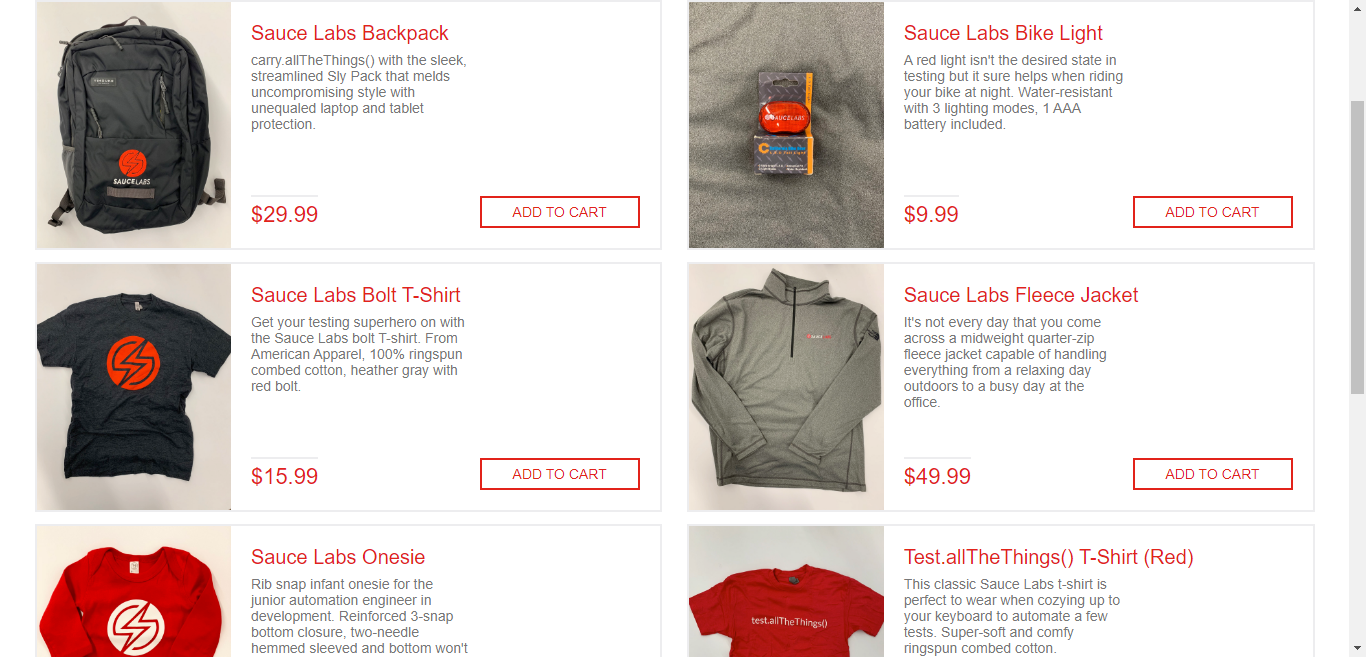 Sauce Labs Backpack
carry.allTheThings() with the sleek,
streamlined Sly Pack that melds
uncompromising style with
unequaled laptop and tablet
protection.
$29.99
ADD TO CART
SAUCELABS
Sauce Labs Bike Light
A red light isn't the desired state in
testing but it sure helps when riding
your bike at night. Water-resistant
with 3 lighting modes, 1 AAA
battery included.
$9.99
ADD TO CART
SAUCELABS
Sauce Labs Bolt T-Shirt
Get your testing superhero on with
the Sauce Labs bolt T-shirt. From
American Apparel, 100% ringspun
combed cotton, heather gray with
red bolt.
$15.99
ADD TO CART
Sauce Labs Fleece Jacket
It's not every day that you come
across a midweight quarter-zip
fleece jacket capable of handling
everything from a relaxing day
outdoors to a busy day at the
office.
$49.99
ADD TO CART
Sauce Labs Onesie
Rib snap infant onesie for the
junior automation engineer in
development. Reinforced 3-snap
bottom closure, two-needle
hemmed sleeved and bottom won't
Test.allTheThings() T-Shirt (Red)
This classic Sauce Labs t-shirt is
perfect to wear when cozying up to
your keyboard to automate a few
tests. Super-soft and comfy
ringspun combed cotton.
test.allTheThings()